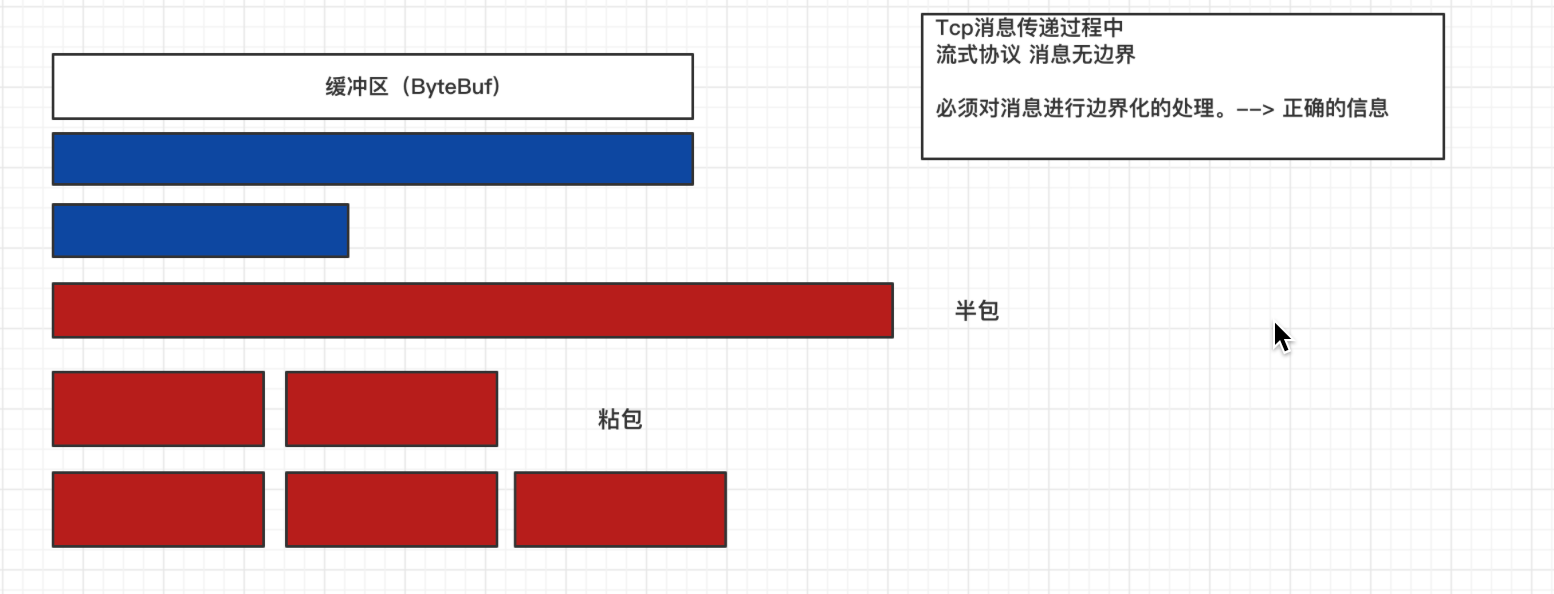 缓冲区（ByteBuf）
Tcp消息传递过程中
流式协议 消息无边界
必须对消息进行边界化的处理。--> 正确的信息
半包
粘包